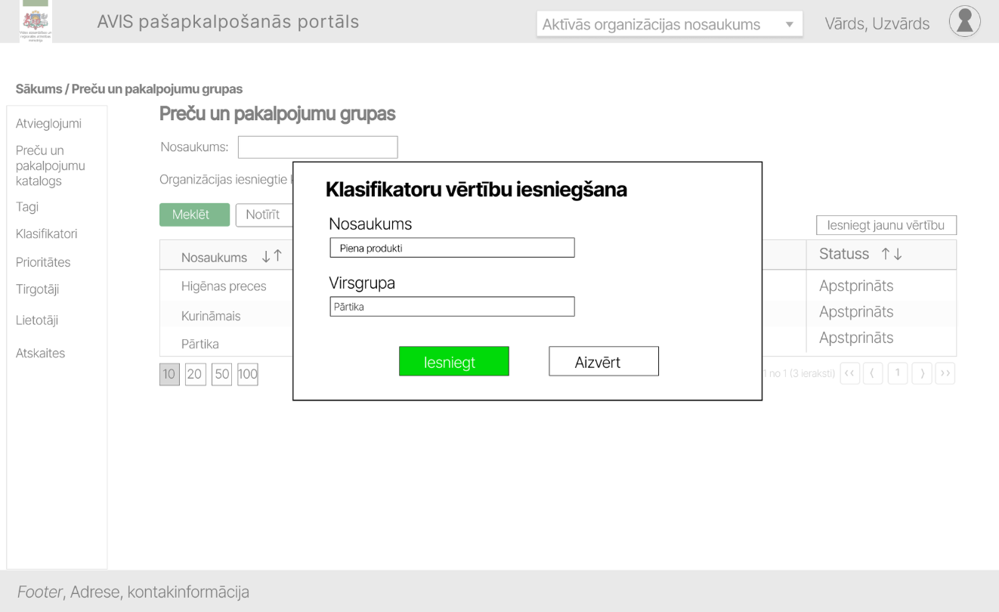 AVIS pašapkalpošanās portāls
Aktīvās organizācijas nosaukums
Vārds, Uzvārds
Sākums / Preču un pakalpojumu grupas
Atvieglojumi
Preču un
pakalpojumu
katalogs
Tagi
Klasifikatori
Prioritātes
Tirgotāji
Lietotāji
Atskaites
Preču un pakalpojumu grupas
Nosaukums:
Organizācijas iesniegtie
Meklēt
Notīrīt
Iesniegt jaunu vērtību
Nosaukums ↓↑
Statuss ↑↓
Higēnas preces
Apstprināts
Kurināmais
Apstprināts
Pārtika
Apstprināts
10 20 50 100
1 no 1 (3 ieraksti) ‹‹ ⟨ 1 ⟩ ››
Klasifikatoru vērtību iesniegšana
Nosaukums
Piena produkti
Virsgrupa
Pārtika
Iesniegt
Aizvērt
Footer, Adrese, kontakinformācija